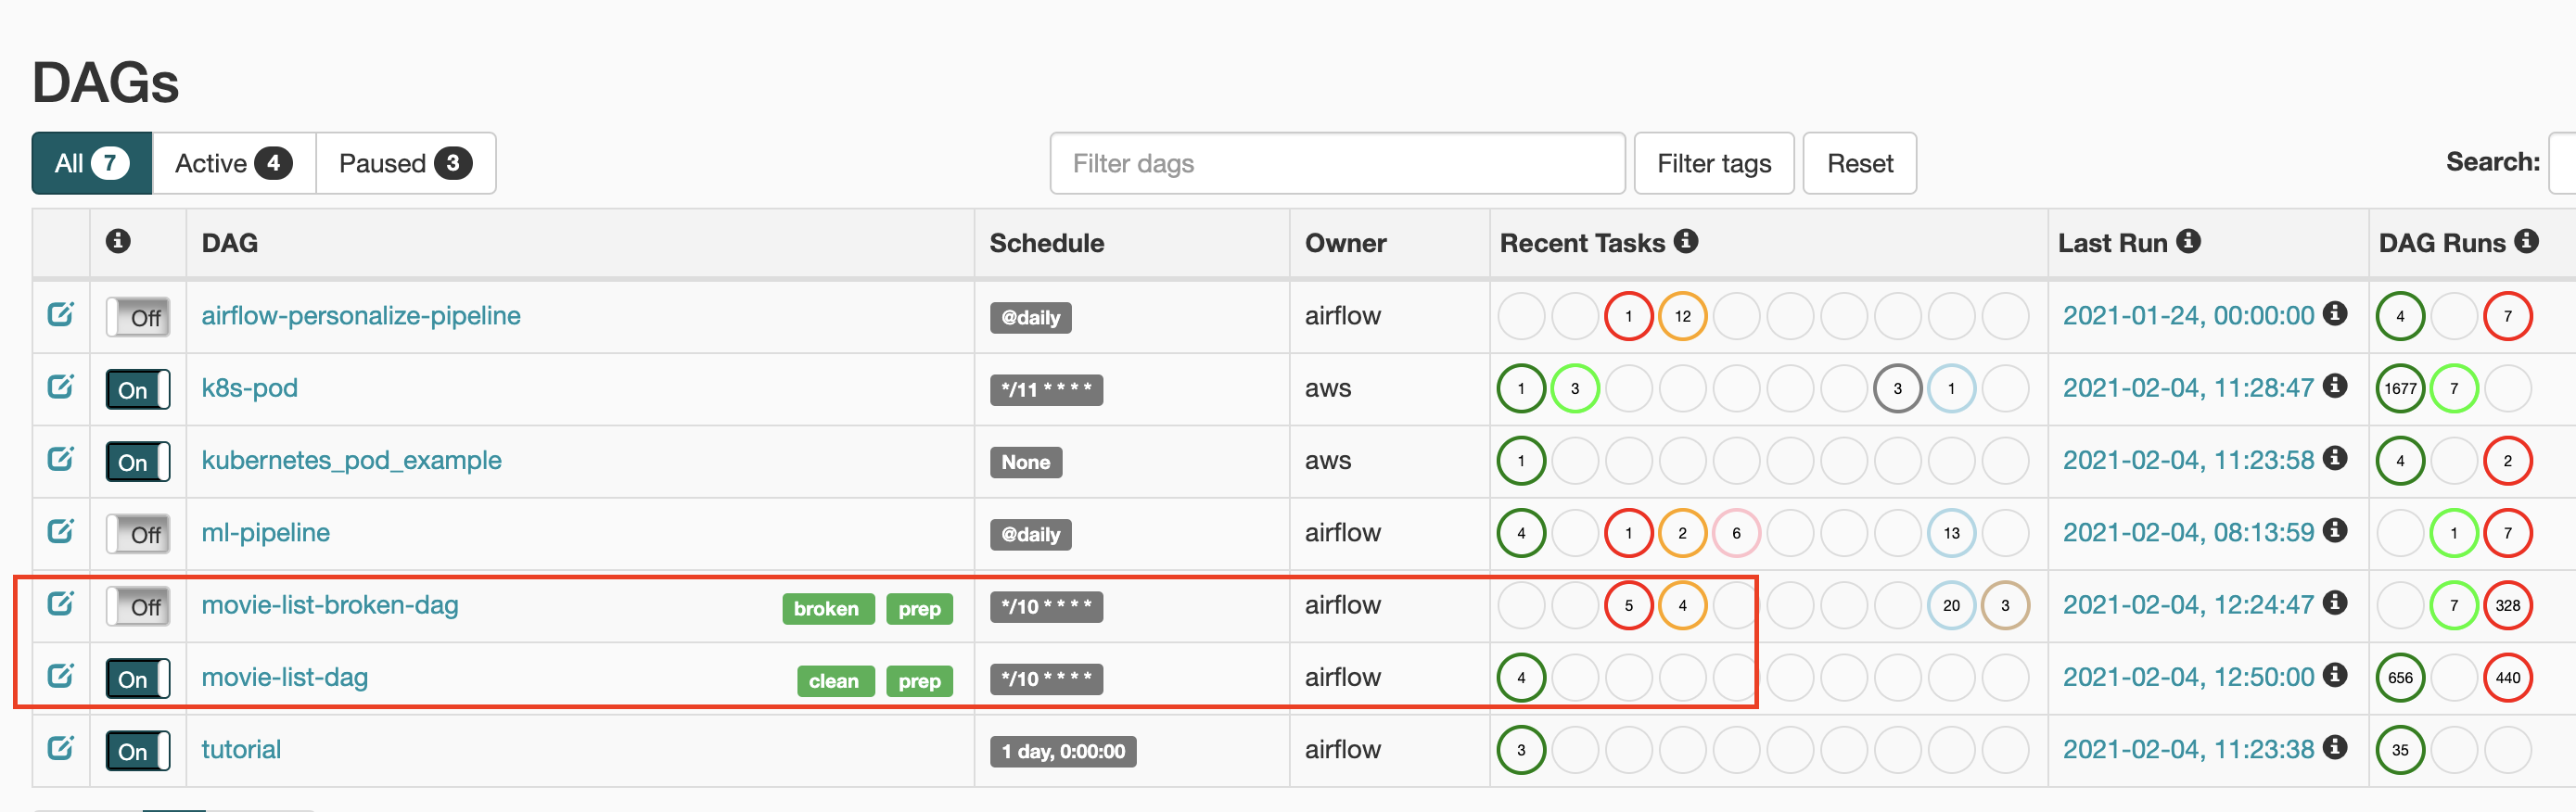 DAGs
All 7 Active 4 Paused 3 Filter dags Filter tags Reset Search:
DAG Schedule Owner Recent Tasks Last Run DAG Runs
Off airflow-personalize-pipeline @daily airflow 1 12 2021-01-24, 00:00:00 4 7
On k8s-pod */11 * * * * aws 1 3 3 1 2021-02-04, 11:28:47 1677 7
On kubernetes_pod_example None aws 1 2021-02-04, 11:23:58 4 2
Off ml-pipeline @daily airflow 4 1 2 6 13 2021-02-04, 08:13:59 1 7
Off movie-list-broken-dag broken prep */10 * * * * airflow 5 4 20 3 2021-02-04, 12:24:47 7 328
On movie-list-dag clean prep */10 * * * * airflow 4 2021-02-04, 12:50:00 656 440
On tutorial 1 day, 0:00:00 airflow 3 2021-02-04, 11:23:38 35